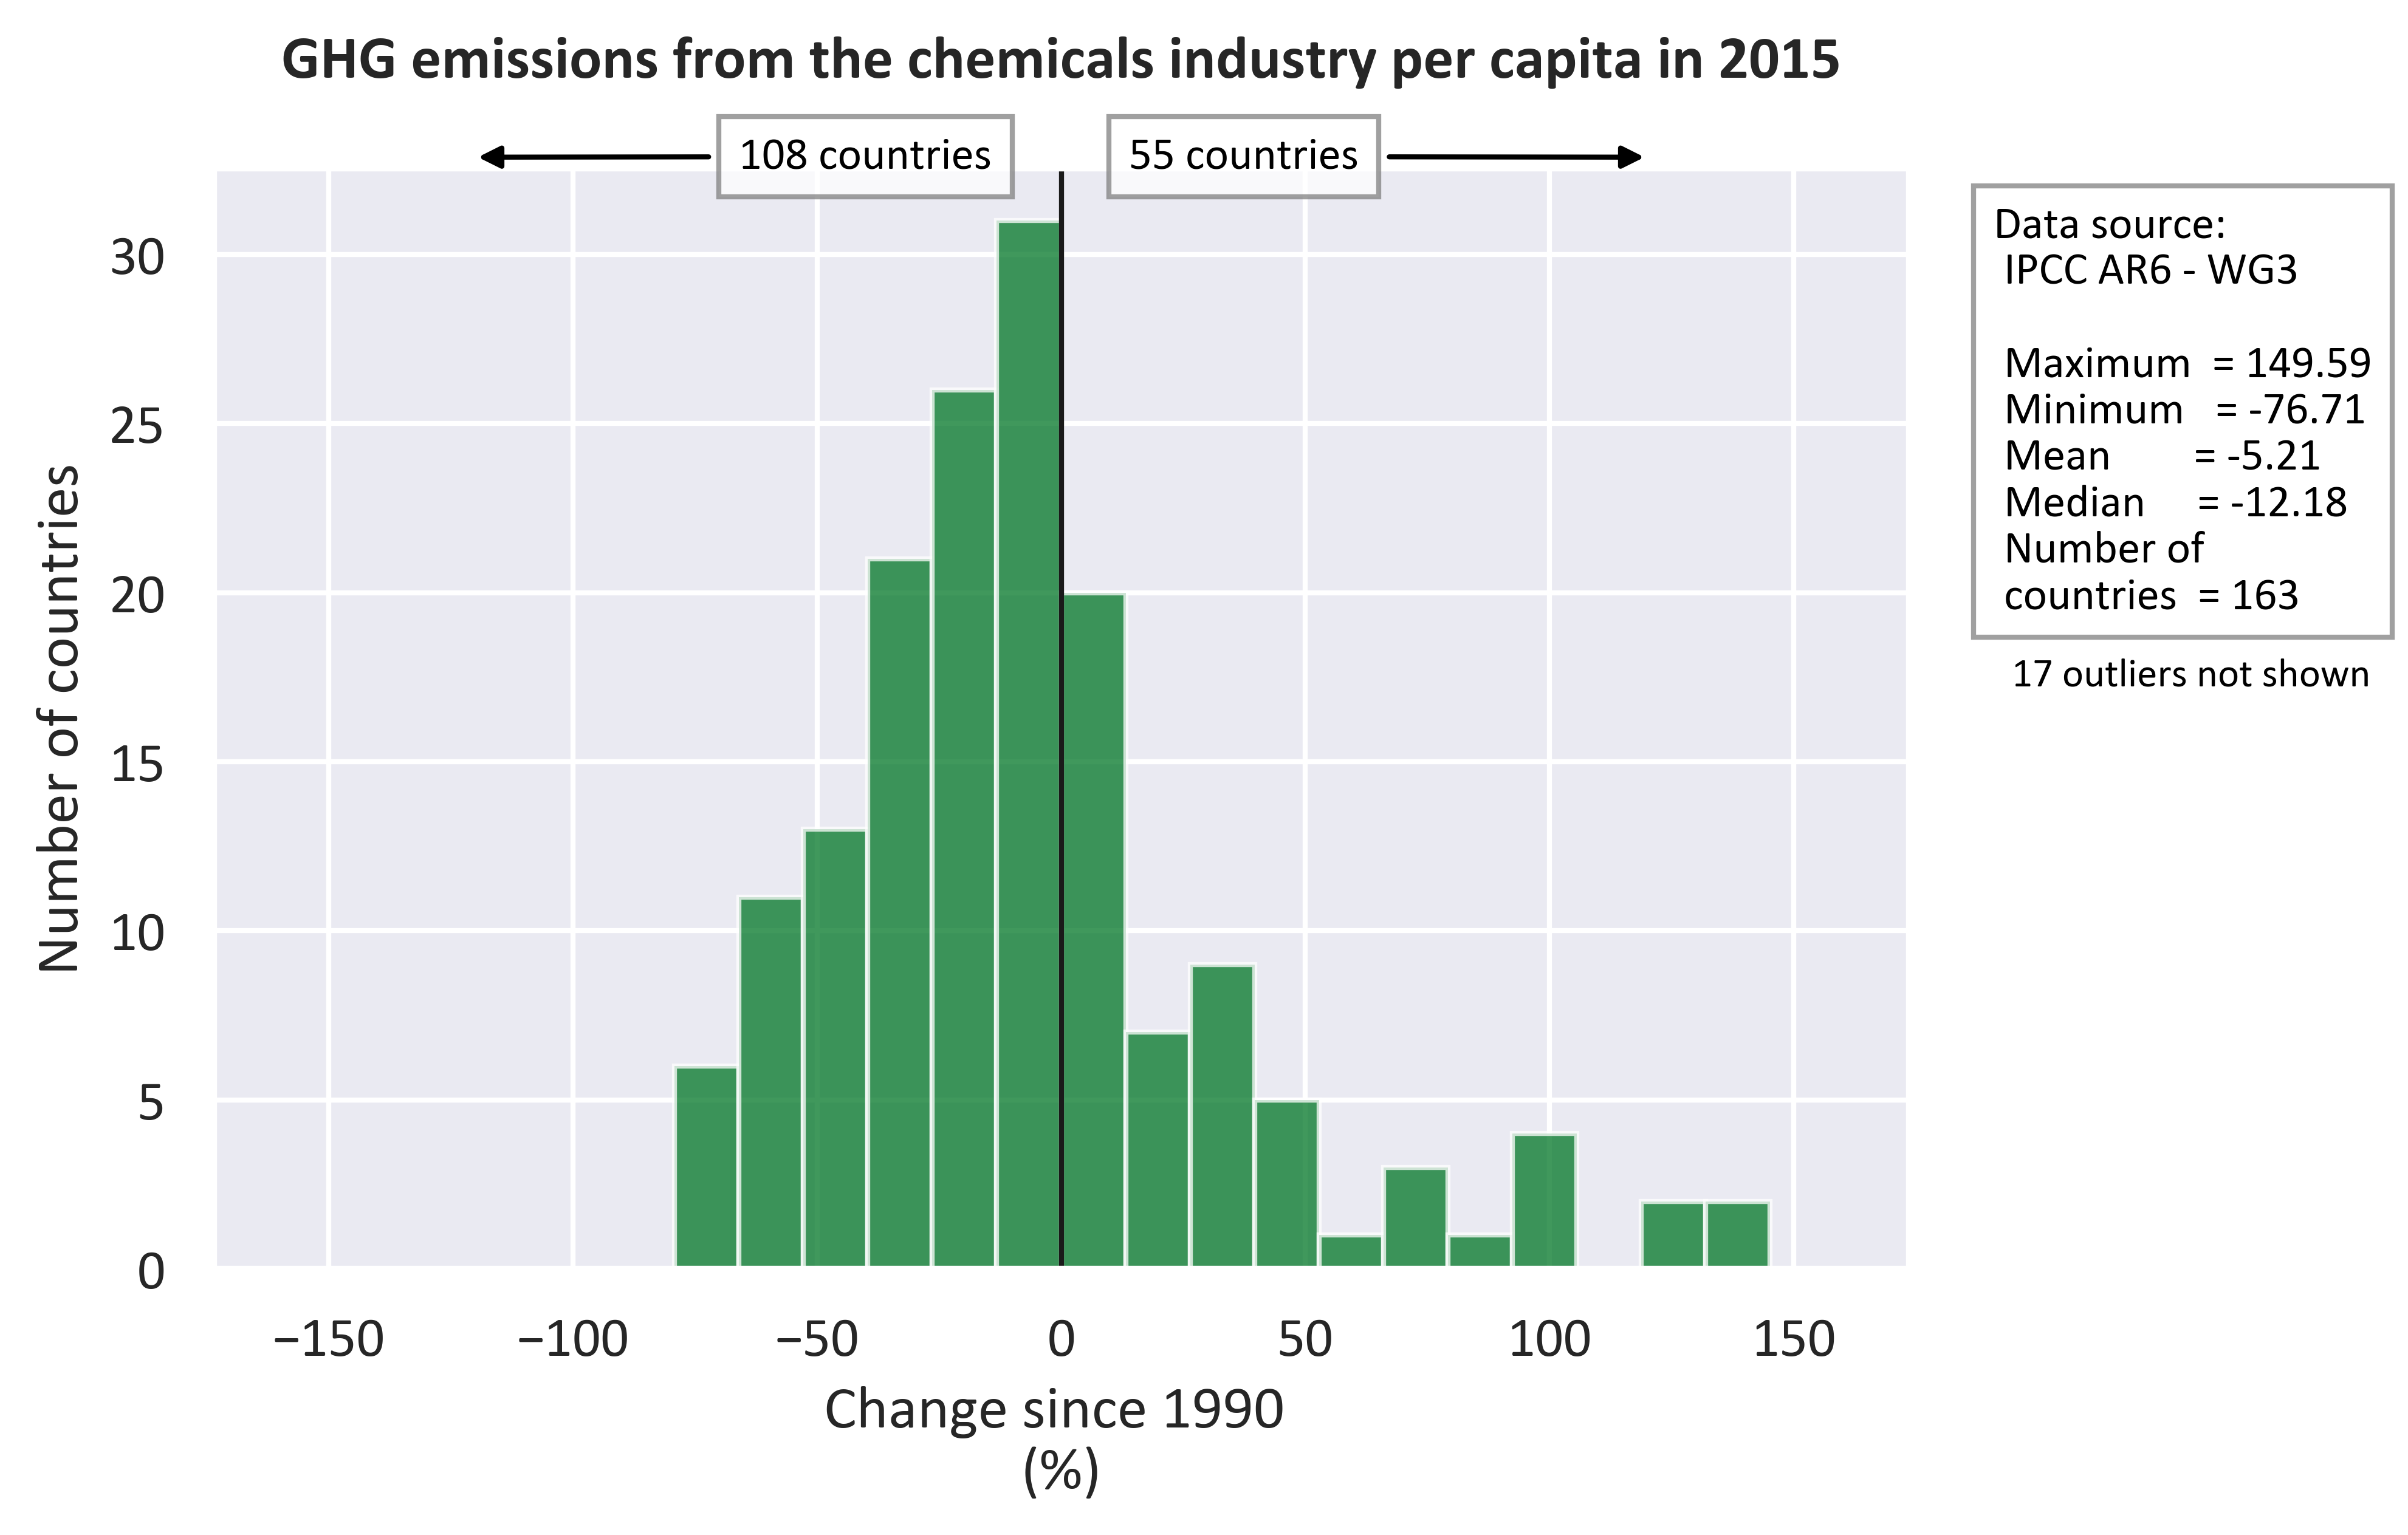 GHG emissions from the chemicals industry per capita in 2015
108 countries
55 countries
Data source:
IPCC AR6 - WG3
Maximum = 149.59
Minimum = -76.71
Mean = -5.21
Median = -12.18
Number of
countries = 163
17 outliers not shown
Number of countries
30
25
20
15
10
5
0
−150
−100
−50
0
50
100
150
Change since 1990
(%)